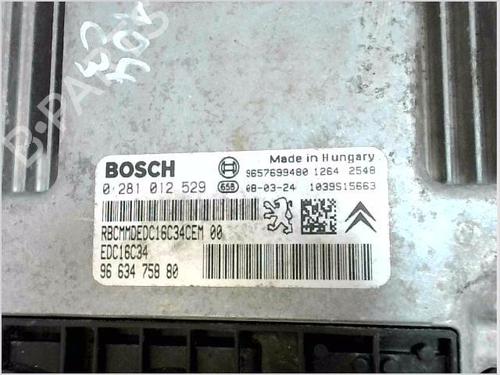 BOSCH
Made in Hungary
9657699480 1264 2548
0 281 012 529
658
08-03-24
1039S15663
RBCMMDEDC16C34CEM 00
EDC16C34
96 634 758 80
B-PARTS